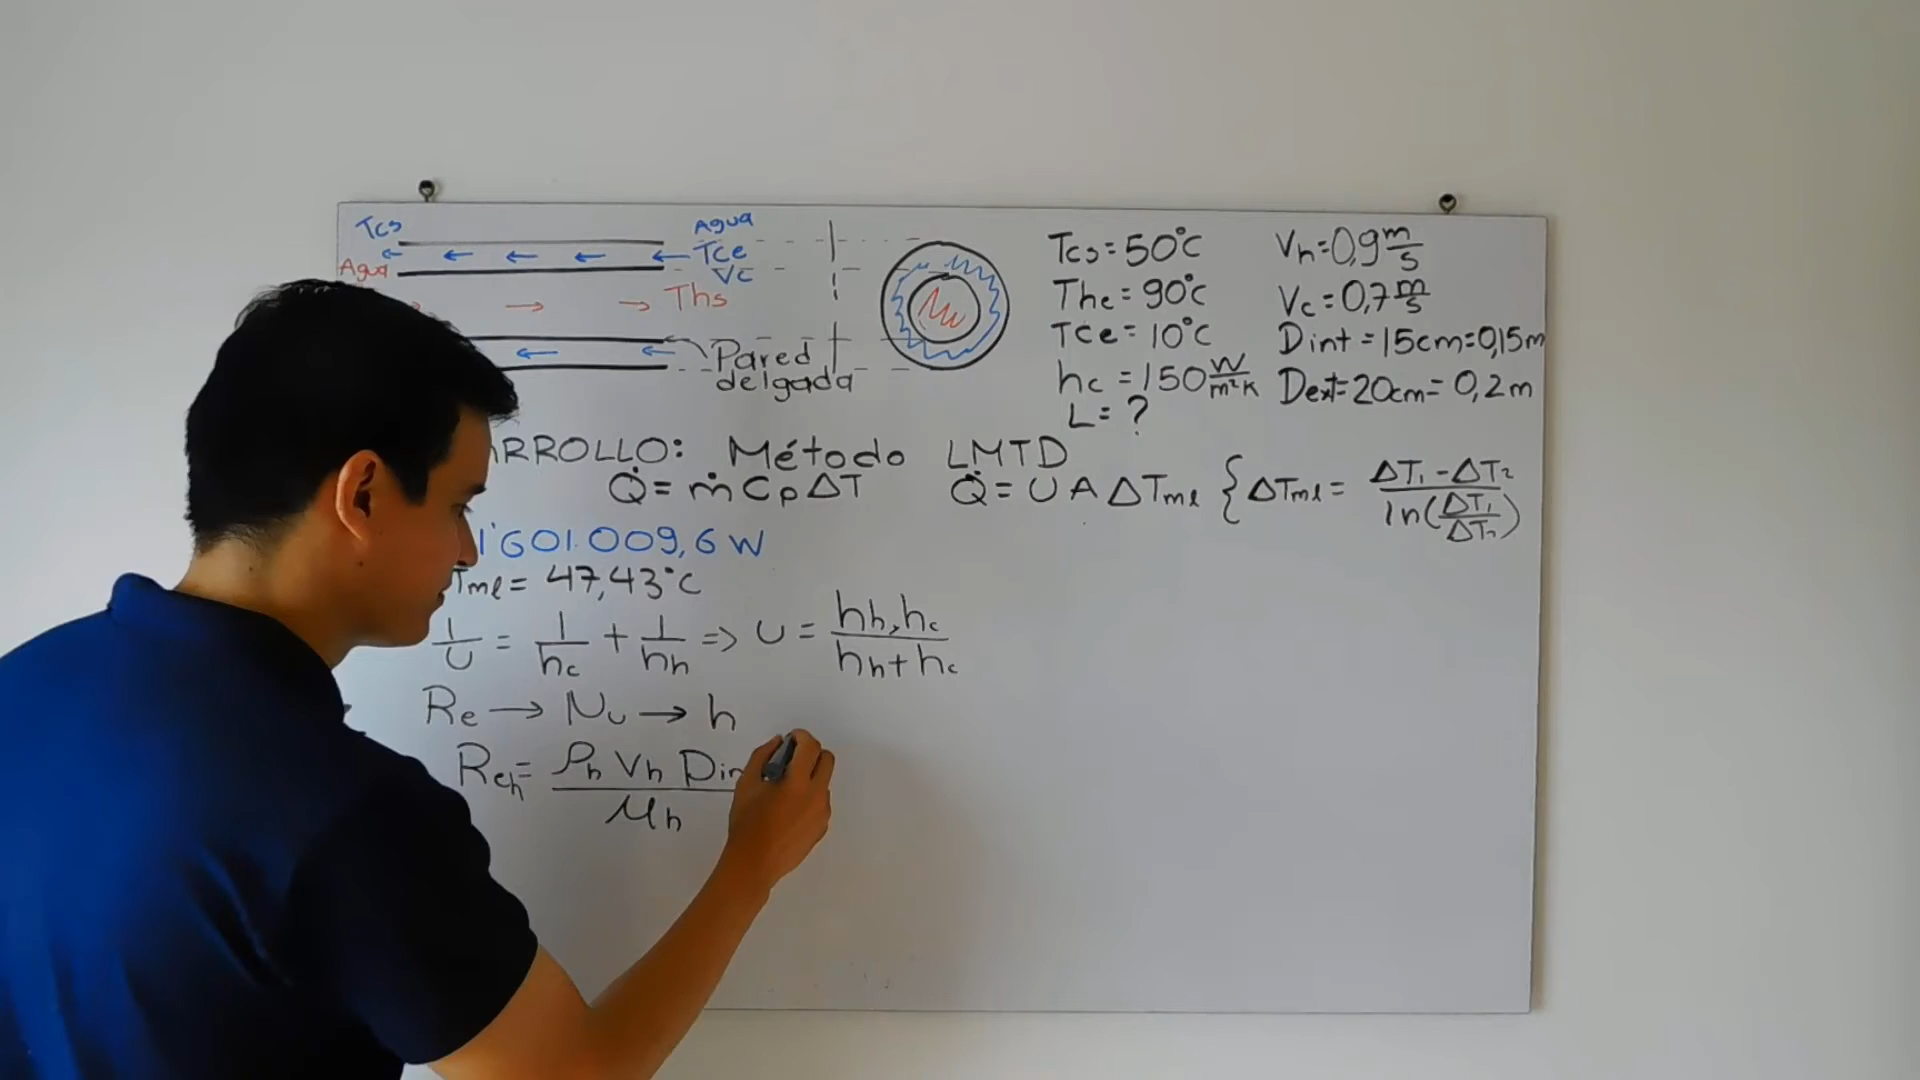 Tcs
Agua
Tce
Vc
Agua
Ths
Pared
delgada
Tcs = 50°C
The = 90°C
Tce = 10°C
hc = 150 W/m²K
L = ?
Vh = 0,9 m/s
Vc = 0,7 m/s
Dint = 15cm = 0,15m
Dext = 20cm = 0,2m
RROLLO: Método LMTD
Q̇ = ṁ Cp ΔT Q̇ = U A ΔTml { ΔTml = (ΔT₁ - ΔT₂) / ln(ΔT₁/ΔT₂)
1'601.009,6 W
Tml = 47,43°C
1/U = 1/hc + 1/hh => U = hh·hc / (hh + hc)
Re → Nu → h
Reh = ρh Vh Din / μh